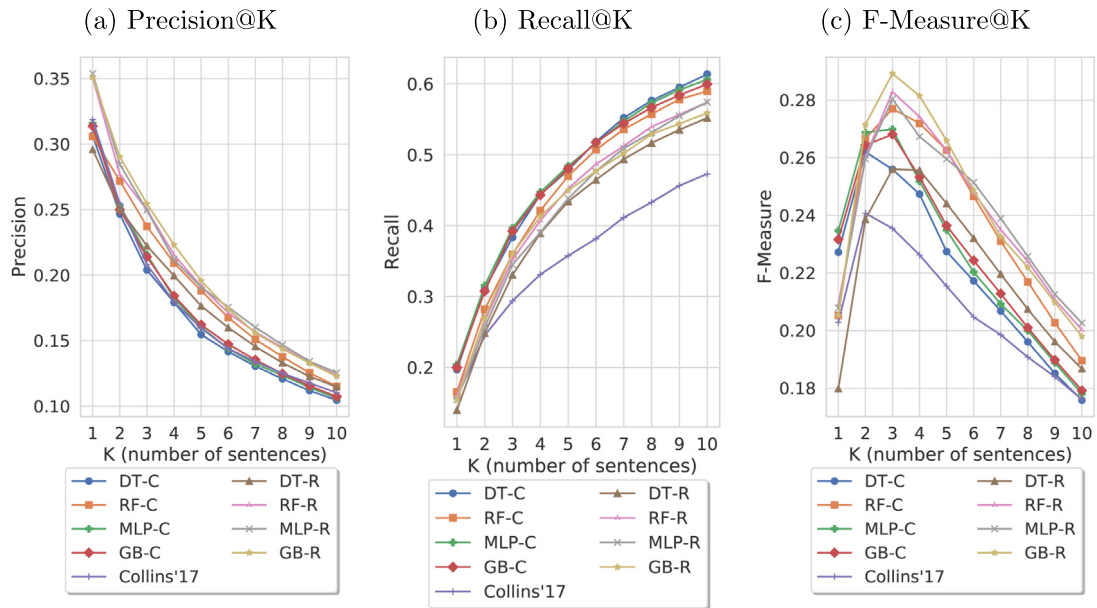 (a) Precision@K
(b) Recall@K
(c) F-Measure@K
Precision
0.35
0.30
0.25
0.20
0.15
0.10
1 2 3 4 5 6 7 8 9 10
K (number of sentences)
DT-C DT-R
RF-C RF-R
MLP-C MLP-R
GB-C GB-R
Collins'17
Recall
0.6
0.5
0.4
0.3
0.2
1 2 3 4 5 6 7 8 9 10
K (number of sentences)
DT-C DT-R
RF-C RF-R
MLP-C MLP-R
GB-C GB-R
Collins'17
F-Measure
0.28
0.26
0.24
0.22
0.20
0.18
1 2 3 4 5 6 7 8 9 10
K (number of sentences)
DT-C DT-R
RF-C RF-R
MLP-C MLP-R
GB-C GB-R
Collins'17